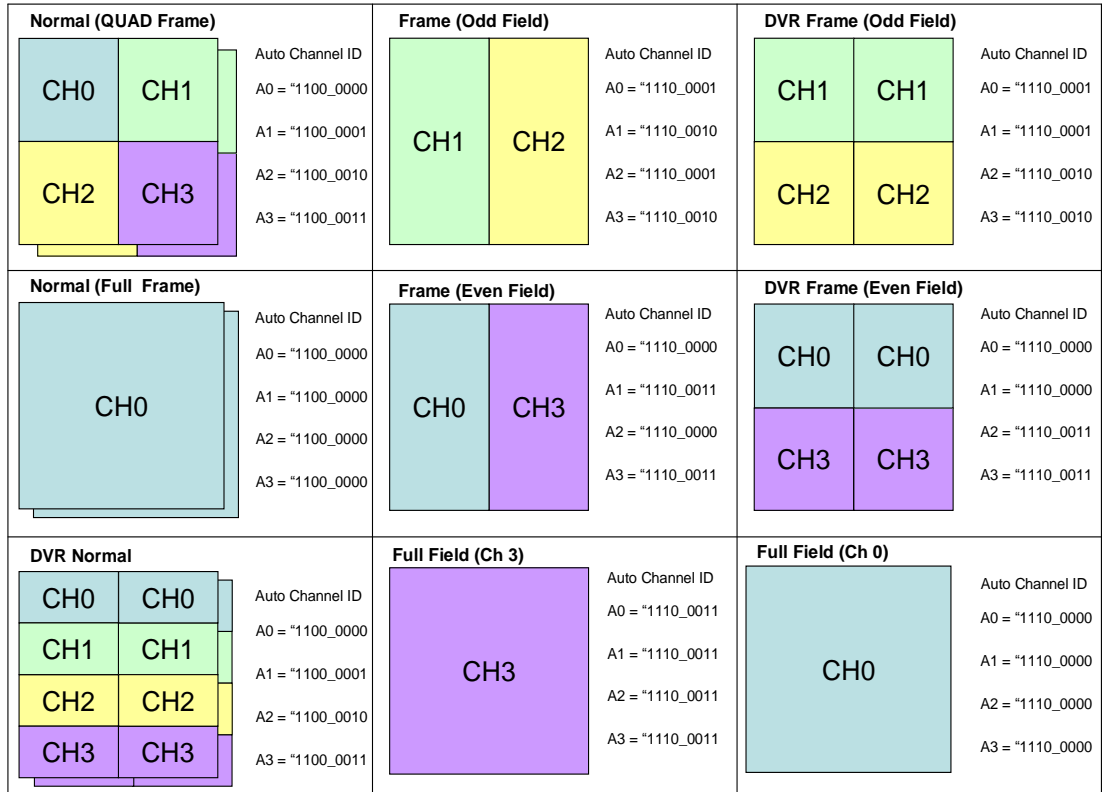 Normal (QUAD Frame)
CH0 CH1
CH2 CH3
Auto Channel ID
A0 = “1100_0000
A1 = “1100_0001
A2 = “1100_0010
A3 = “1100_0011
Frame (Odd Field)
CH1 CH2
Auto Channel ID
A0 = “1110_0001
A1 = “1110_0010
A2 = “1110_0001
A3 = “1110_0010
DVR Frame (Odd Field)
CH1 CH1
CH2 CH2
Auto Channel ID
A0 = “1110_0001
A1 = “1110_0001
A2 = “1110_0010
A3 = “1110_0010
Normal (Full Frame)
CH0
Auto Channel ID
A0 = “1100_0000
A1 = “1100_0000
A2 = “1100_0000
A3 = “1100_0000
Frame (Even Field)
CH0 CH3
Auto Channel ID
A0 = “1110_0000
A1 = “1110_0011
A2 = “1110_0000
A3 = “1110_0011
DVR Frame (Even Field)
CH0 CH0
CH3 CH3
Auto Channel ID
A0 = “1110_0000
A1 = “1110_0000
A2 = “1110_0011
A3 = “1110_0011
DVR Normal
CH0 CH0
CH1 CH1
CH2 CH2
CH3 CH3
Auto Channel ID
A0 = “1100_0000
A1 = “1100_0001
A2 = “1100_0010
A3 = “1100_0011
Full Field (Ch 3)
CH3
Auto Channel ID
A0 = “1110_0011
A1 = “1110_0011
A2 = “1110_0011
A3 = “1110_0011
Full Field (Ch 0)
CH0
Auto Channel ID
A0 = “1110_0000
A1 = “1110_0000
A2 = “1110_0000
A3 = “1110_0000